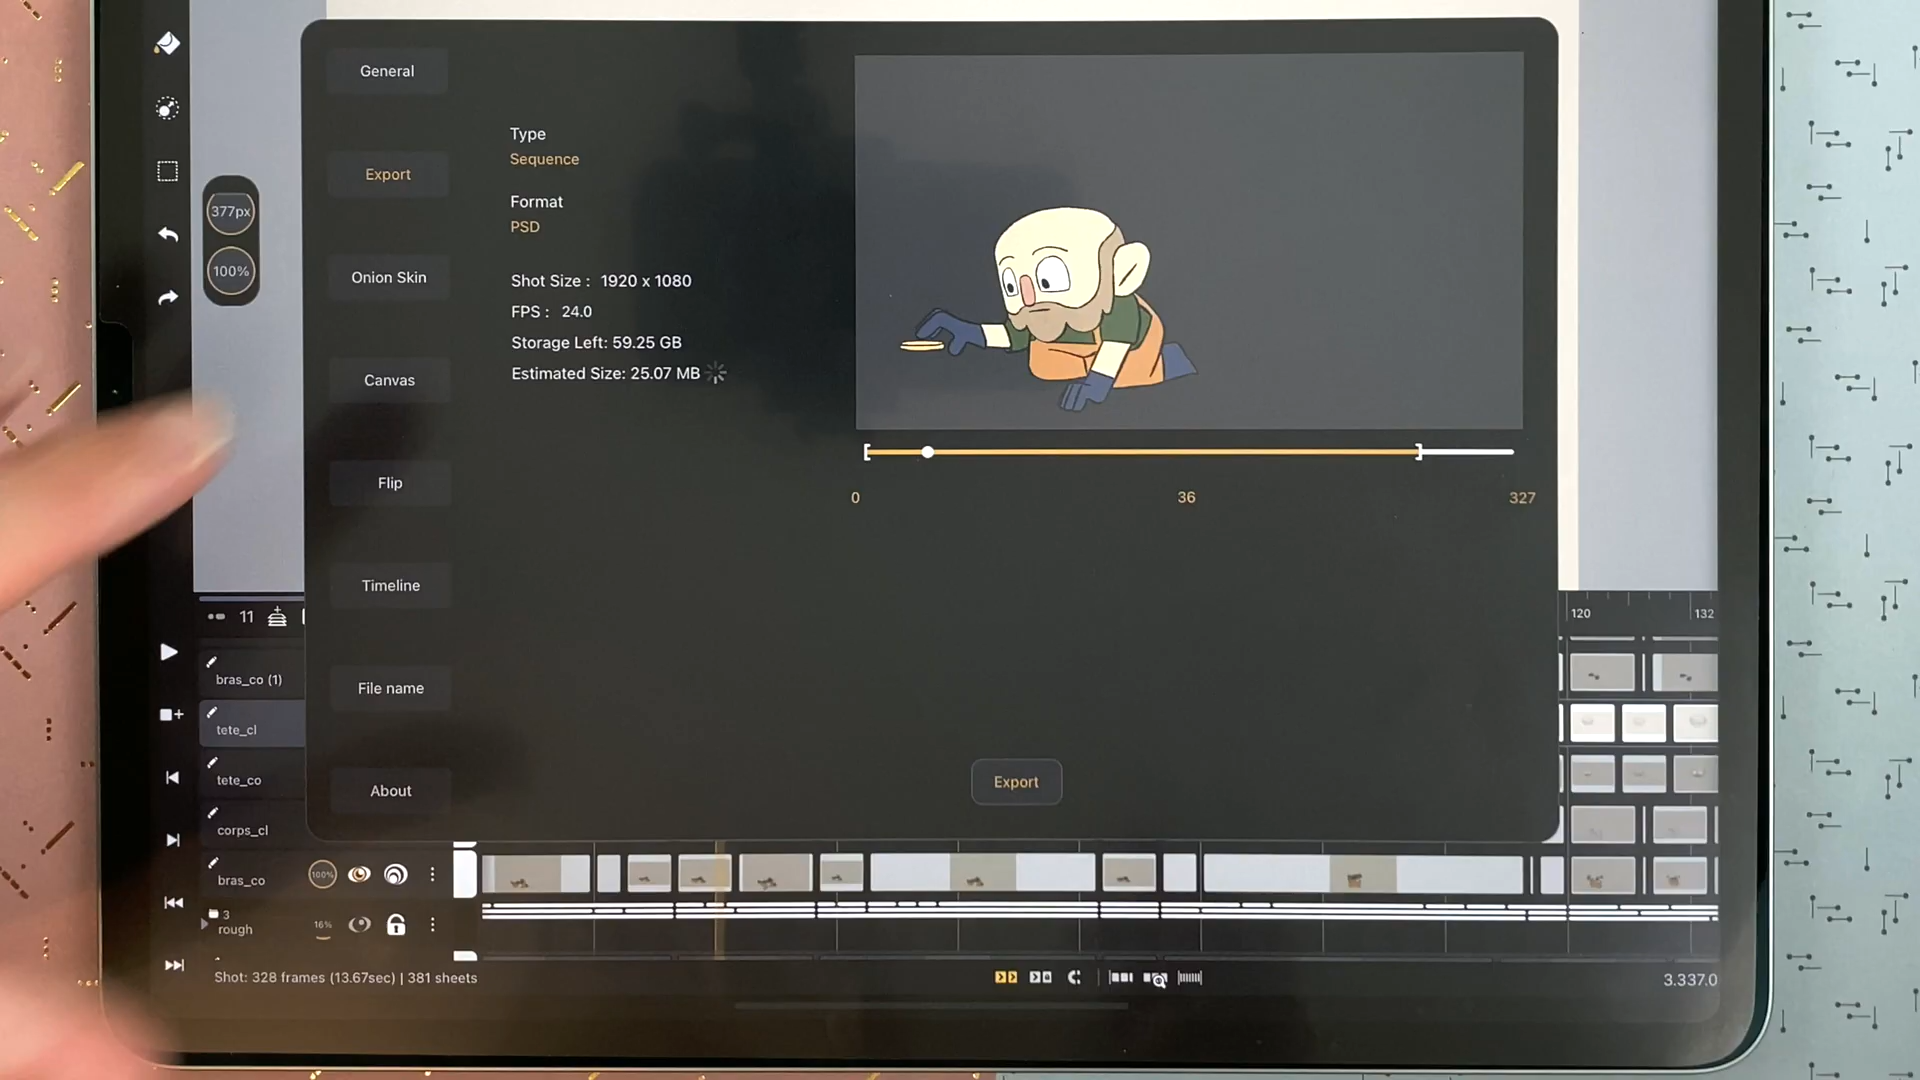 General
Export
Onion Skin
Canvas
Flip
Timeline
File name
About
Type
Sequence
Format
PSD
Shot Size : 1920 x 1080
FPS : 24.0
Storage Left: 59.25 GB
Estimated Size: 25.07 MB
0 36 327
Export
377px
100%
11
120 132
bras_co (1)
tete_cl
tete_co
corps_cl
bras_co 100%
3
rough 16%
Shot: 328 frames (13.67sec) | 381 sheets
3.337.0